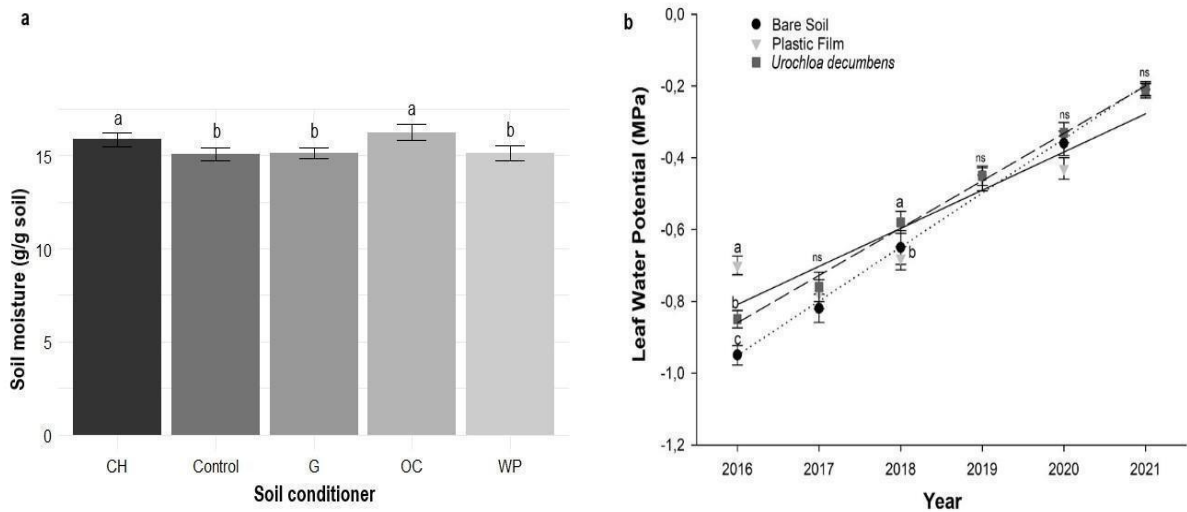 a
Soil moisture (g/g soil)
15
10
5
0
a
b
b
a
b
CH
Control
G
OC
WP
Soil conditioner
b
Bare Soil
Plastic Film
Urochloa decumbens
Leaf Water Potential (MPa)
0,0
-0,2
-0,4
-0,6
-0,8
-1,0
-1,2
a
b
c
ns
a
b
ns
ns
ns
2016
2017
2018
2019
2020
2021
Year